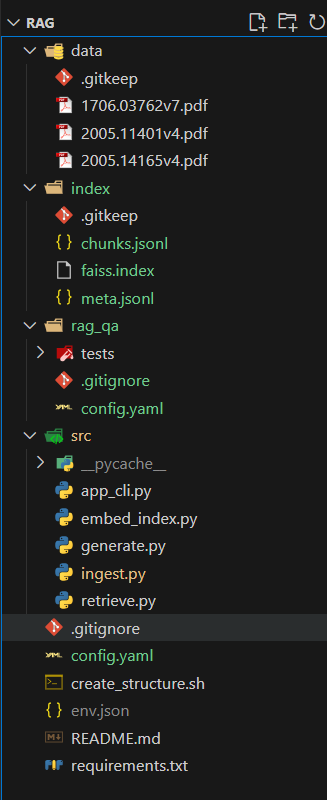 RAG
data
.gitkeep
1706.03762v7.pdf
2005.11401v4.pdf
2005.14165v4.pdf
index
.gitkeep
chunks.jsonl
faiss.index
meta.jsonl
rag_qa
tests
.gitignore
config.yaml
src
__pycache__
app_cli.py
embed_index.py
generate.py
ingest.py
retrieve.py
.gitignore
config.yaml
create_structure.sh
env.json
README.md
requirements.txt